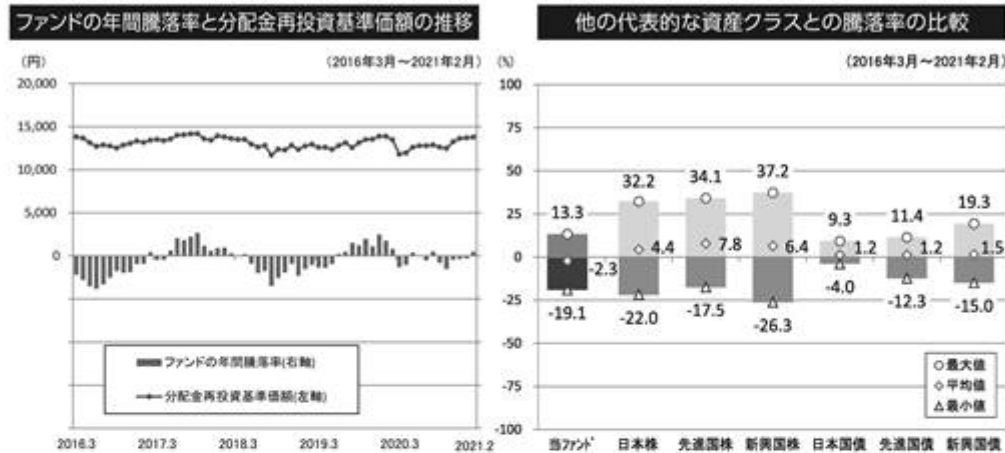 ファンドの年間騰落率と分配金再投資基準価額の推移
(円)
（2016年3月～2021年2月）
20,000
15,000
10,000
5,000
0
ファンドの年間騰落率(右軸)
分配金再投資基準価額(左軸)
2016.3
2017.3
2018.3
2019.3
2020.3
2021.2
他の代表的な資産クラスとの騰落率の比較
(%)
（2016年3月～2021年2月）
100
75
50
25
0
-25
-50
-75
-100
13.3
32.2
34.1
37.2
9.3
11.4
19.3
-2.3
4.4
7.8
6.4
1.2
1.2
1.5
-19.1
-22.0
-17.5
-26.3
-4.0
-12.3
-15.0
最大値
平均値
最小値
当ファンド
日本株
先進国株
新興国株
日本国債
先進国債
新興国債